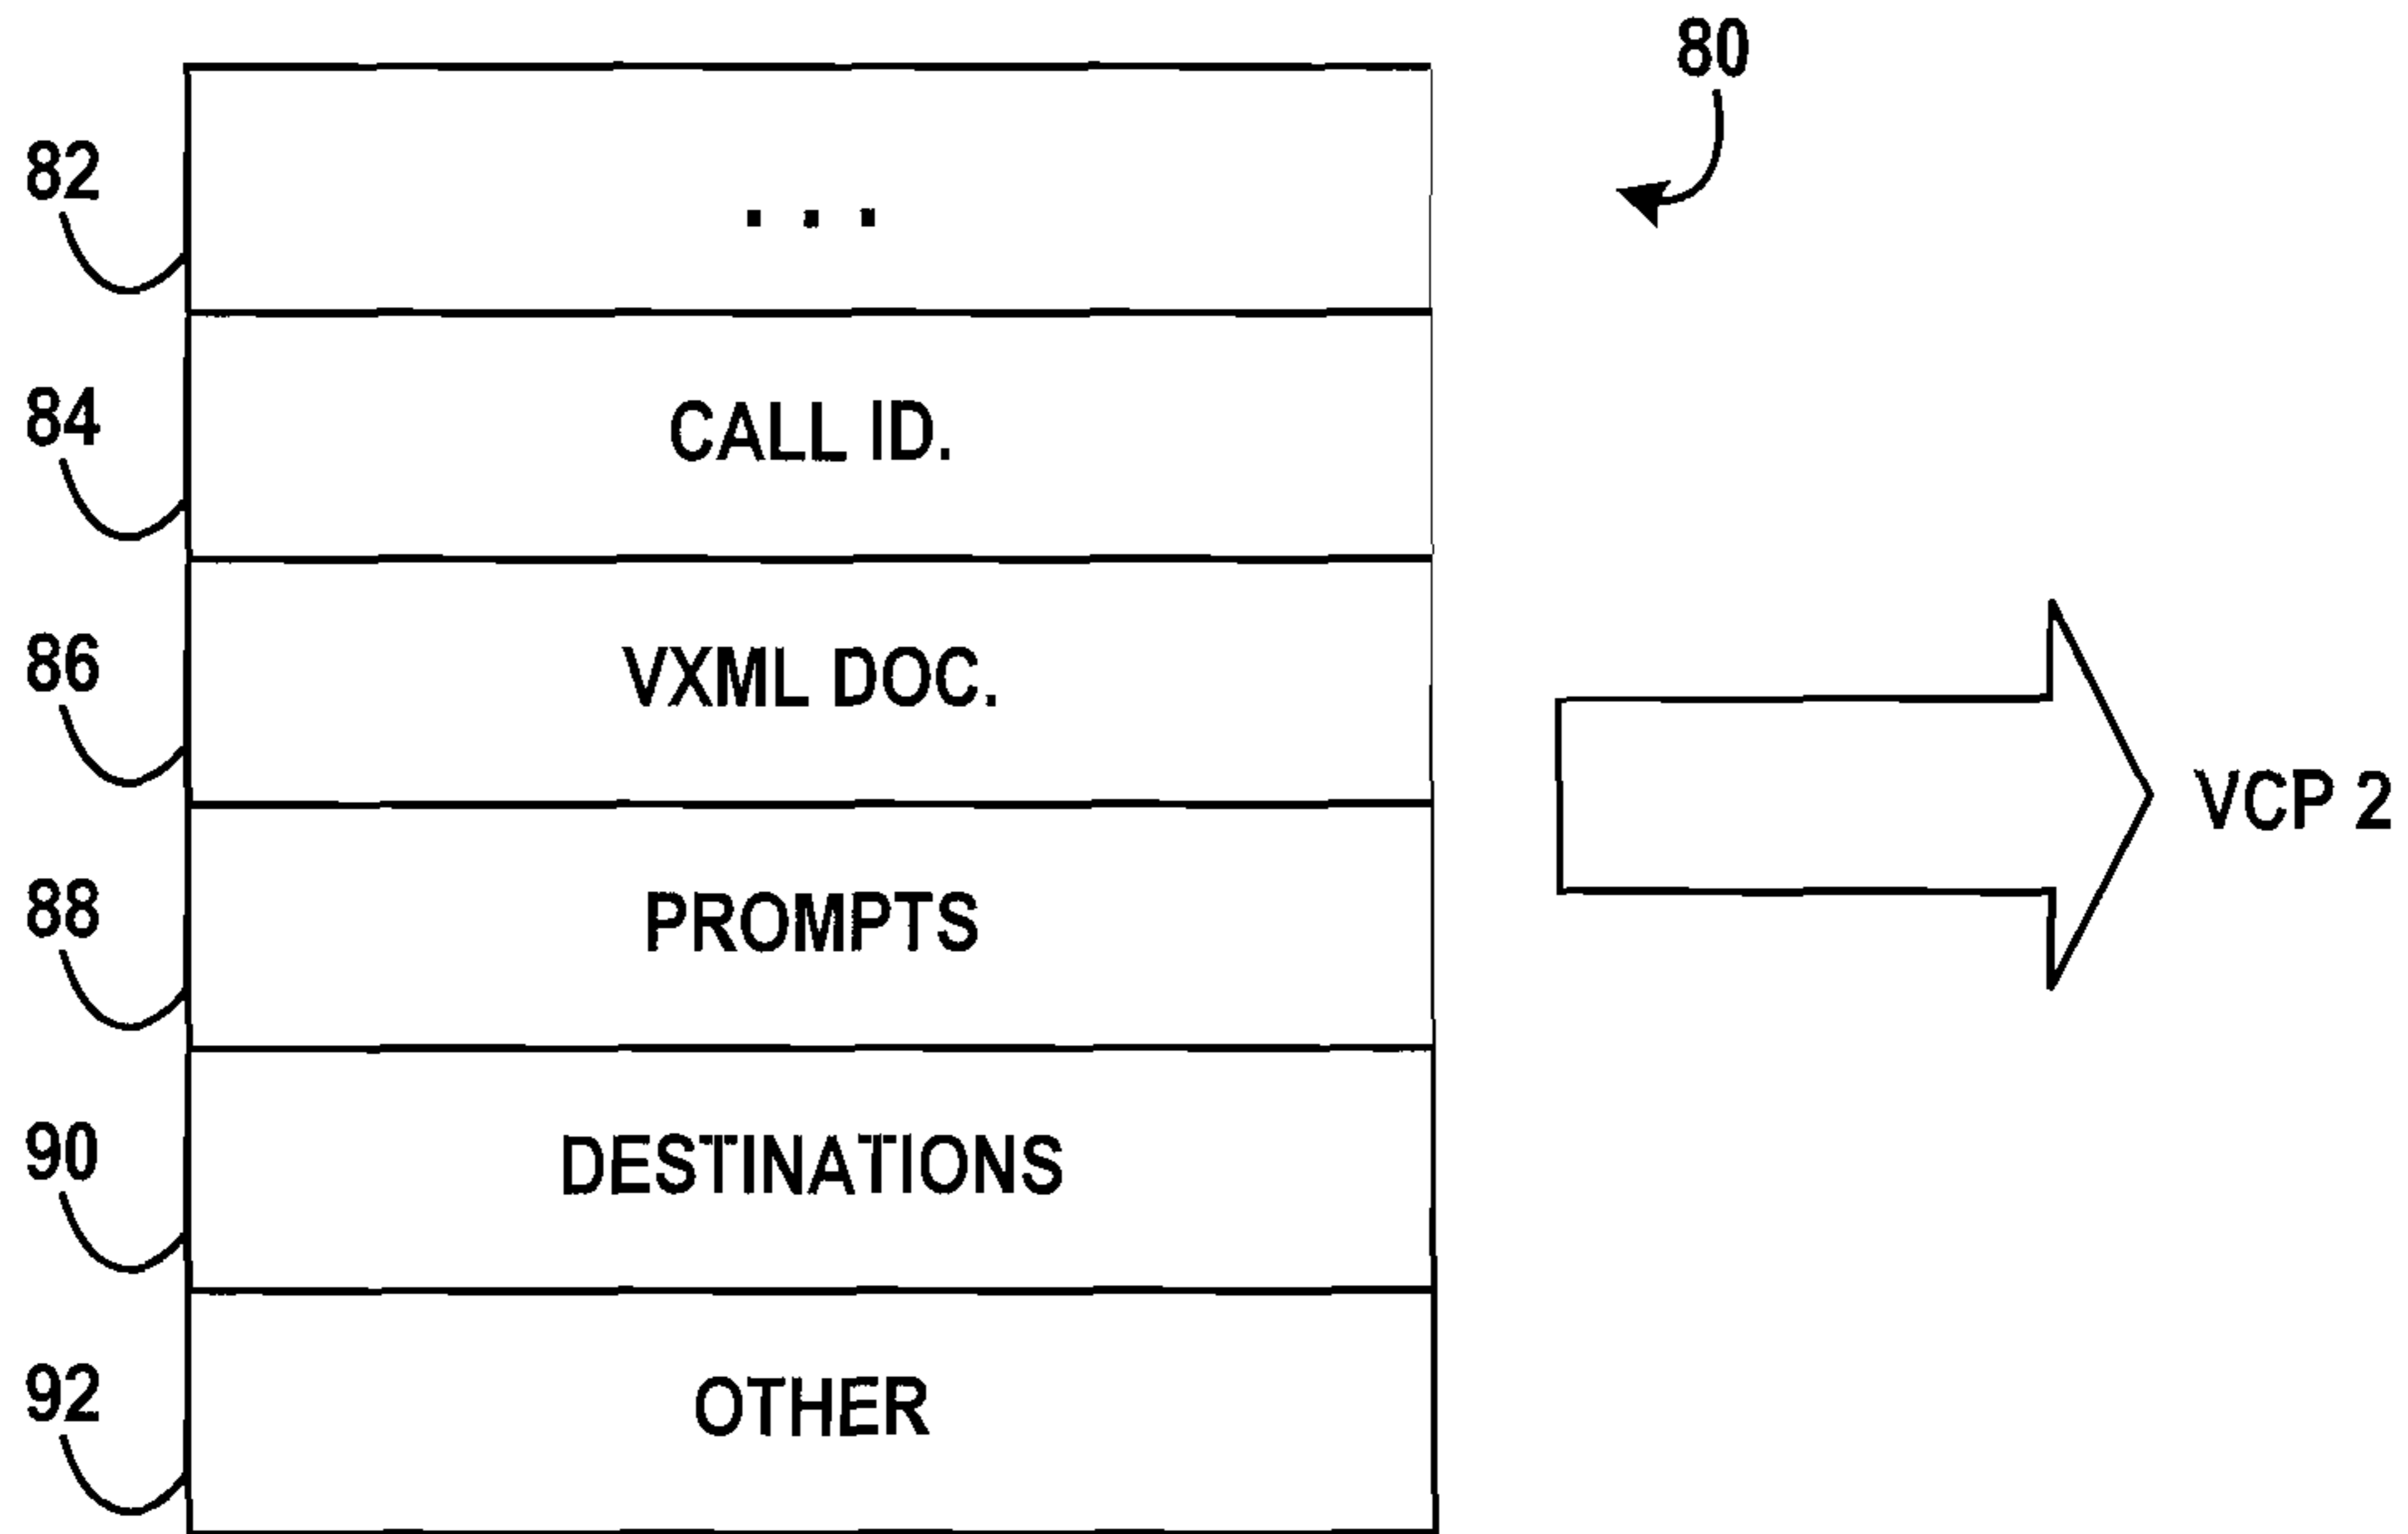 80
82
. . .
84
CALL ID.
86
VXML DOC.
VCP 2
88
PROMPTS
90
DESTINATIONS
92
OTHER